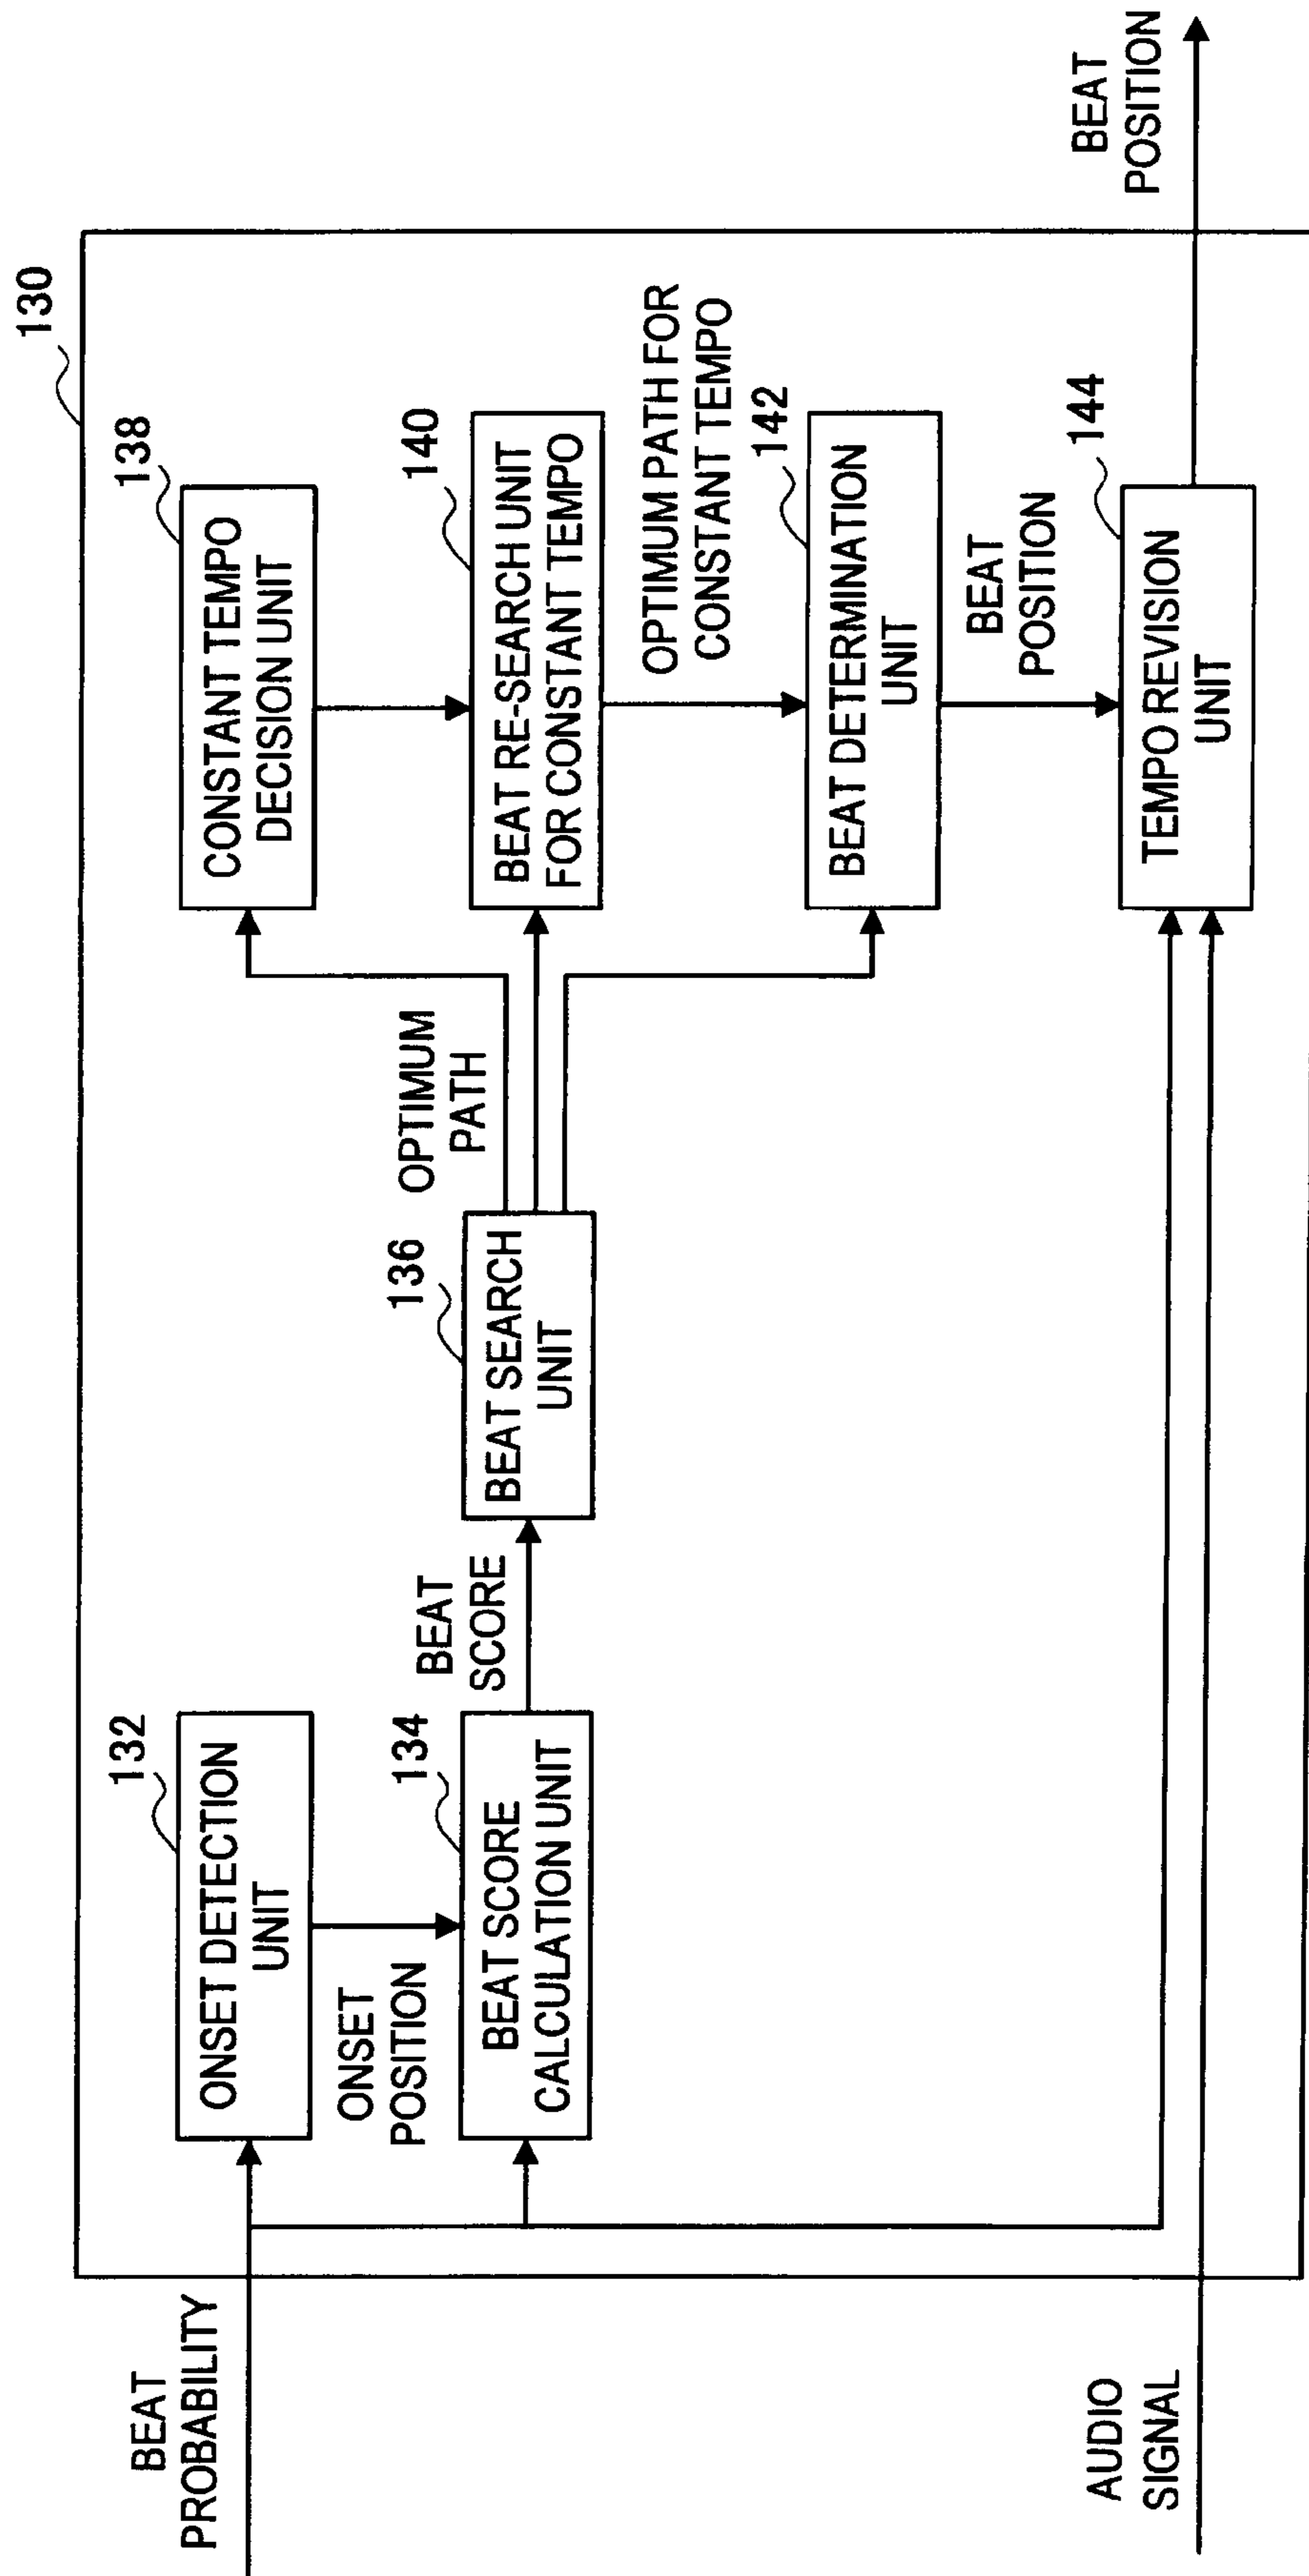 130
BEAT
PROBABILITY
132
ONSET DETECTION
UNIT
ONSET
POSITION
134
BEAT SCORE
CALCULATION UNIT
BEAT
SCORE
136
BEAT SEARCH
UNIT
OPTIMUM
PATH
138
CONSTANT TEMPO
DECISION UNIT
140
BEAT RE-SEARCH UNIT
FOR CONSTANT TEMPO
OPTIMUM PATH FOR
CONSTANT TEMPO
142
BEAT DETERMINATION
UNIT
BEAT
POSITION
144
TEMPO REVISION
UNIT
AUDIO
SIGNAL
BEAT
POSITION